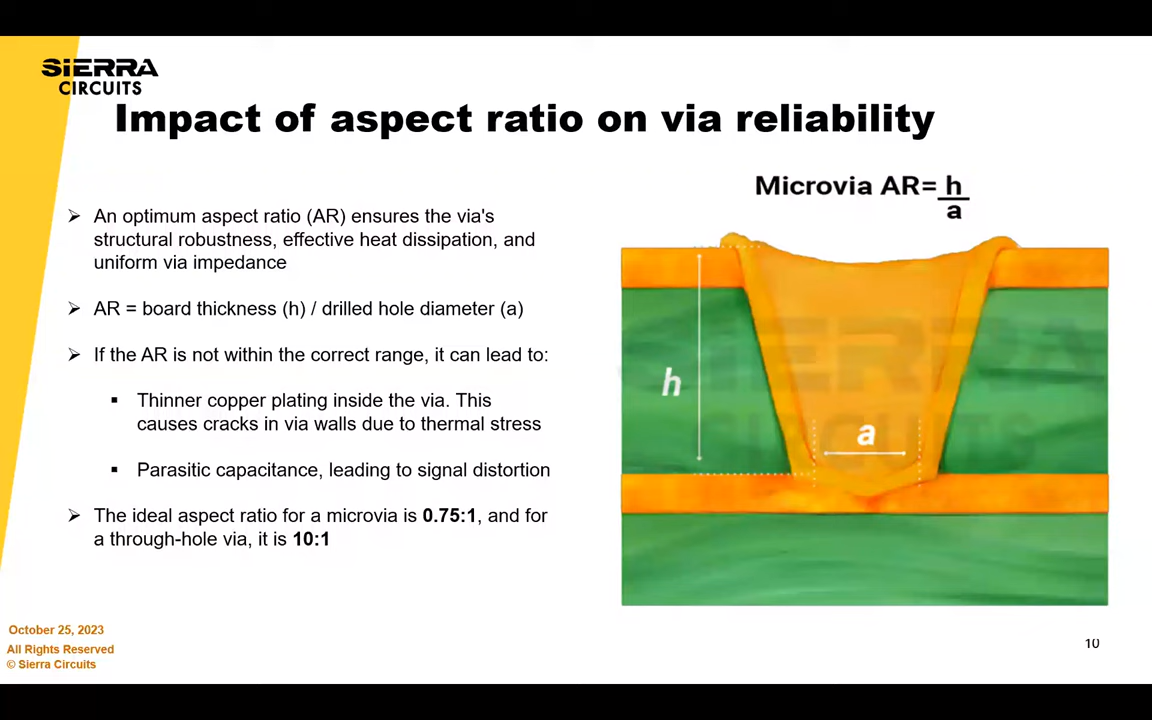 SIERRA
CIRCUITS
Impact of aspect ratio on via reliability
➢ An optimum aspect ratio (AR) ensures the via's
structural robustness, effective heat dissipation, and
uniform via impedance
➢ AR = board thickness (h) / drilled hole diameter (a)
➢ If the AR is not within the correct range, it can lead to:
▪ Thinner copper plating inside the via. This
causes cracks in via walls due to thermal stress
▪ Parasitic capacitance, leading to signal distortion
➢ The ideal aspect ratio for a microvia is 0.75:1, and for
a through-hole via, it is 10:1
Microvia AR= h
a
h
a
SIERRA
CIRCUITS
October 25, 2023
All Rights Reserved
© Sierra Circuits
10